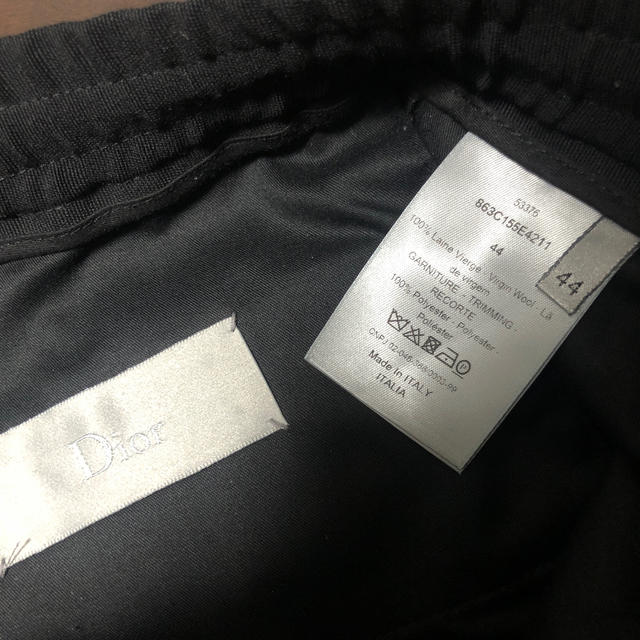 53376
863C155E4211
44
100% Laine Vierge - Virgin Wool - Lã
de virgem
GARNITURE - TRIMMING -
RECORTE
100% Polyester - Polyester -
Poliéster
Made in ITALY
ITALIA
44
Dior